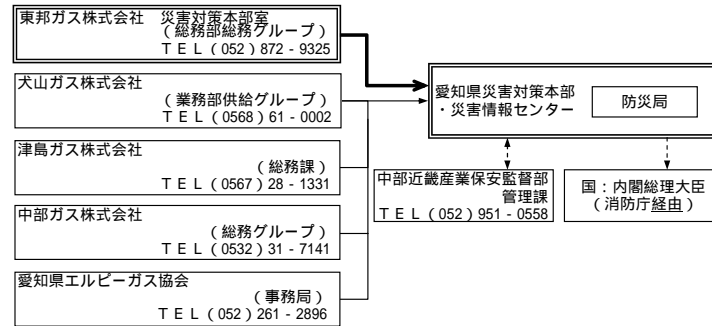 東邦ガス株式会社 災害対策本部室
(総務部総務グループ)
TEL(052)872-9325
犬山ガス株式会社
(業務部供給グループ)
TEL(0568)61-0002
津島ガス株式会社
(総務課)
TEL(0567)28-1331
中部ガス株式会社
(総務グループ)
TEL(0532)31-7141
愛知県エルピーガス協会
(事務局)
TEL(052)261-2896
愛知県災害対策本部
・災害情報センター
防災局
中部近畿産業保安監督部
管理課
TEL(052)951-0558
国:内閣総理大臣
(消防庁経由)